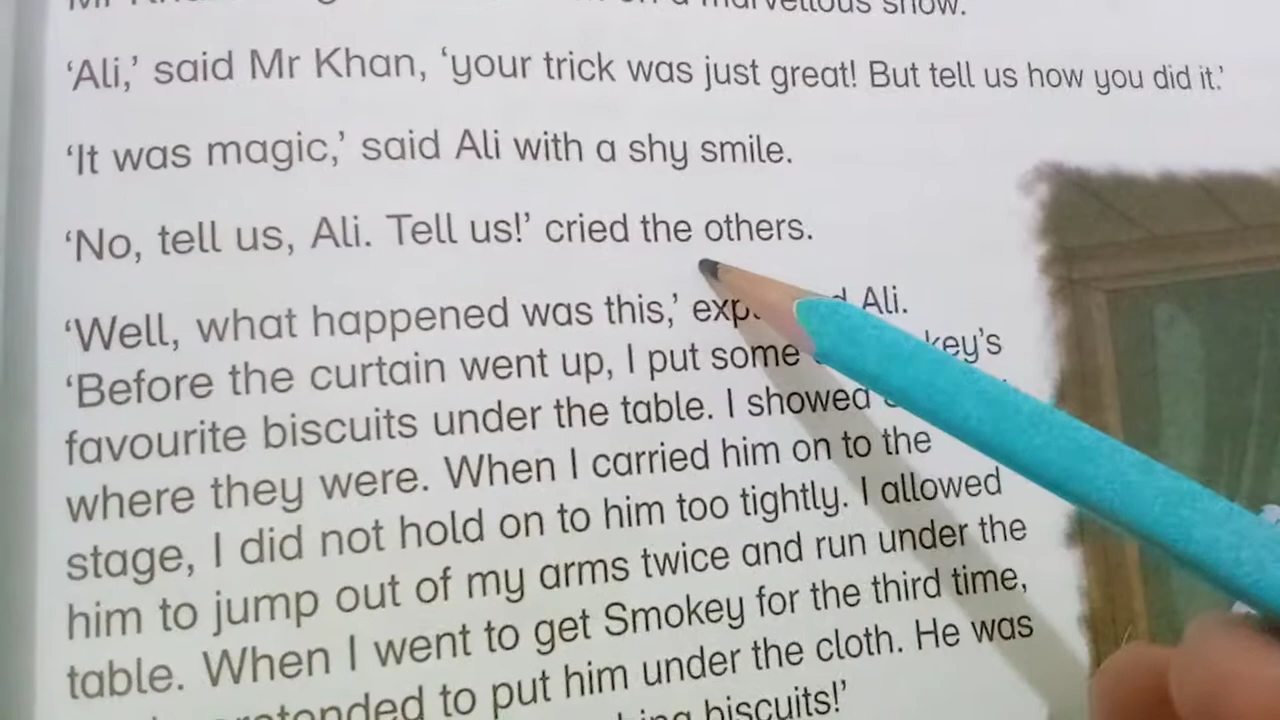 marvellous show.
‘Ali,’ said Mr Khan, ‘your trick was just great! But tell us how you did it.’
‘It was magic,’ said Ali with a shy smile.
‘No, tell us, Ali. Tell us!’ cried the others.
‘Well, what happened was this,’ Ali.
‘Before the curtain went up, I put some
favourite biscuits under the table. I showed
where they were. When I carried him on to the
stage, I did not hold on to him too tightly. I allowed
him to jump out of my arms twice and run under the
table. When I went to get Smokey for the third time,
to put him under the cloth. He was
biscuits!’